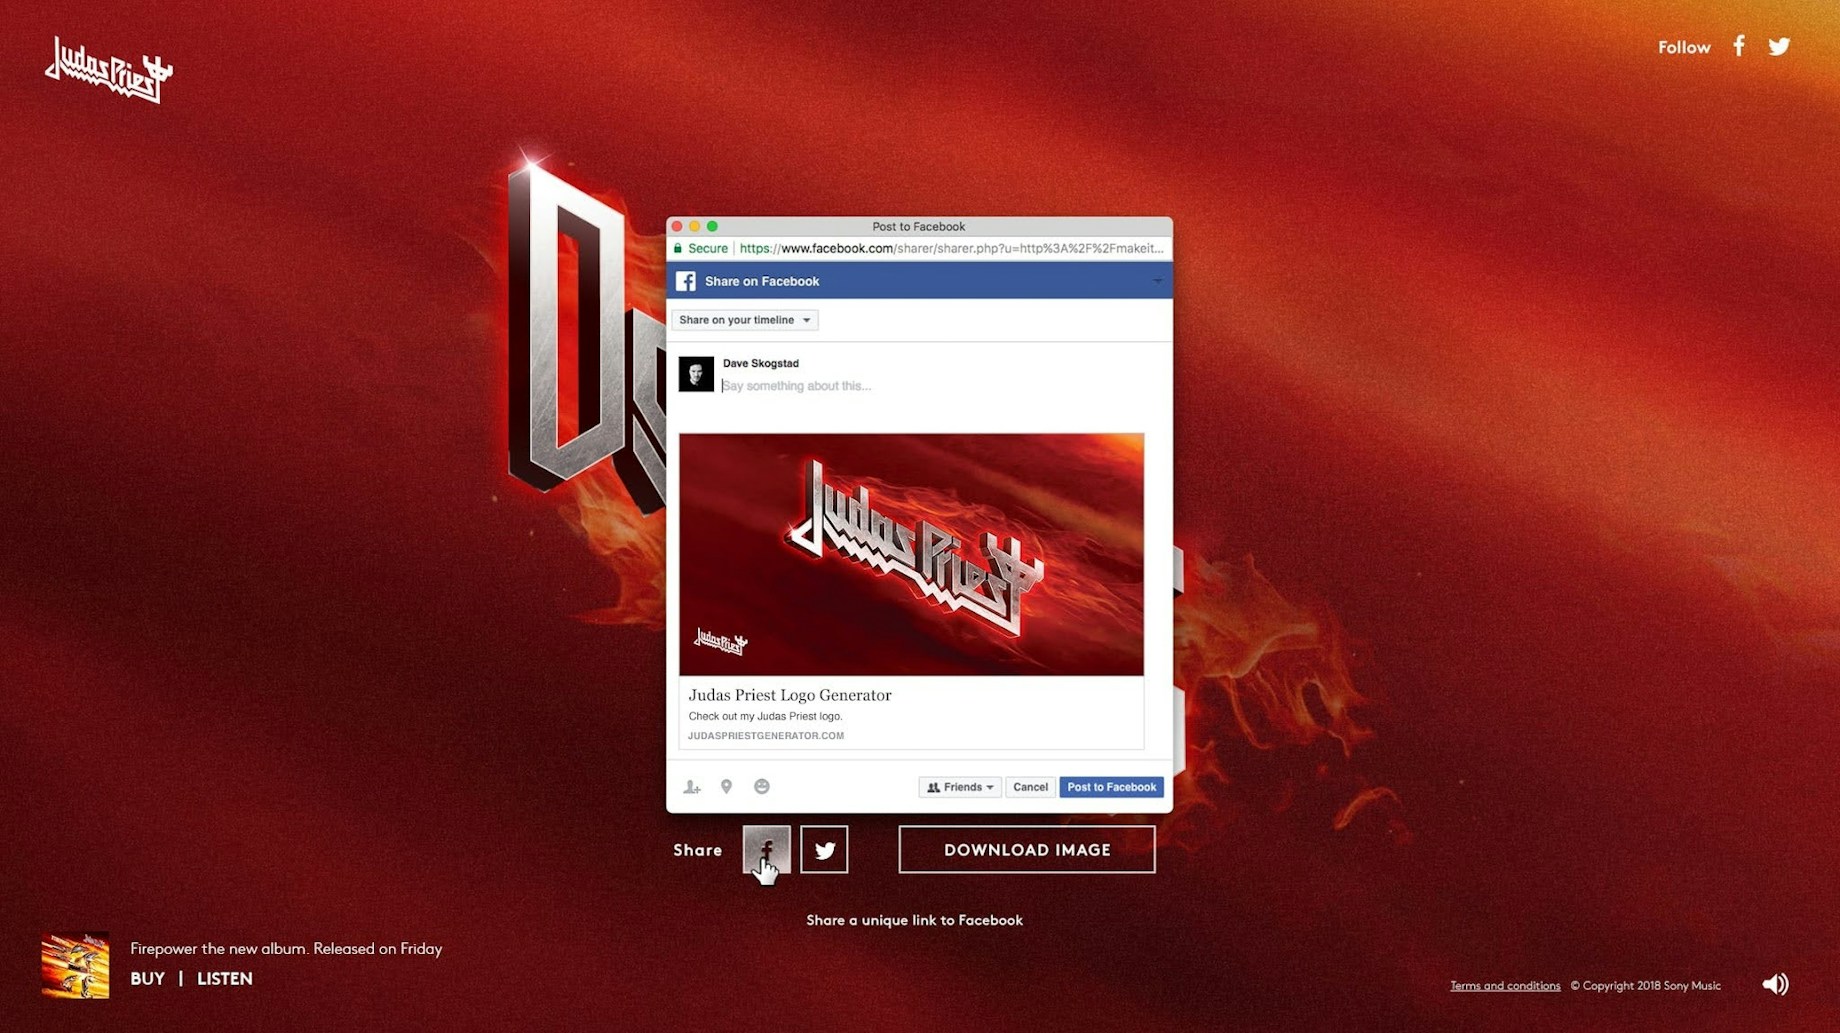 Judas Priest
Follow
Ds
Post to Facebook
Secure https://www.facebook.com/sharer/sharer.php?u=http%3A%2F%2Fmakeit...
Share on Facebook
Share on your timeline
Dave Skogstad
Say something about this...
Judas Priest
Judas Priest
Judas Priest Logo Generator
Check out my Judas Priest logo.
JUDASPRIESTGENERATOR.COM
Friends Cancel Post to Facebook
Share DOWNLOAD IMAGE
Share a unique link to Facebook
Firepower the new album. Released on Friday
BUY | LISTEN
Terms and conditions © Copyright 2018 Sony Music